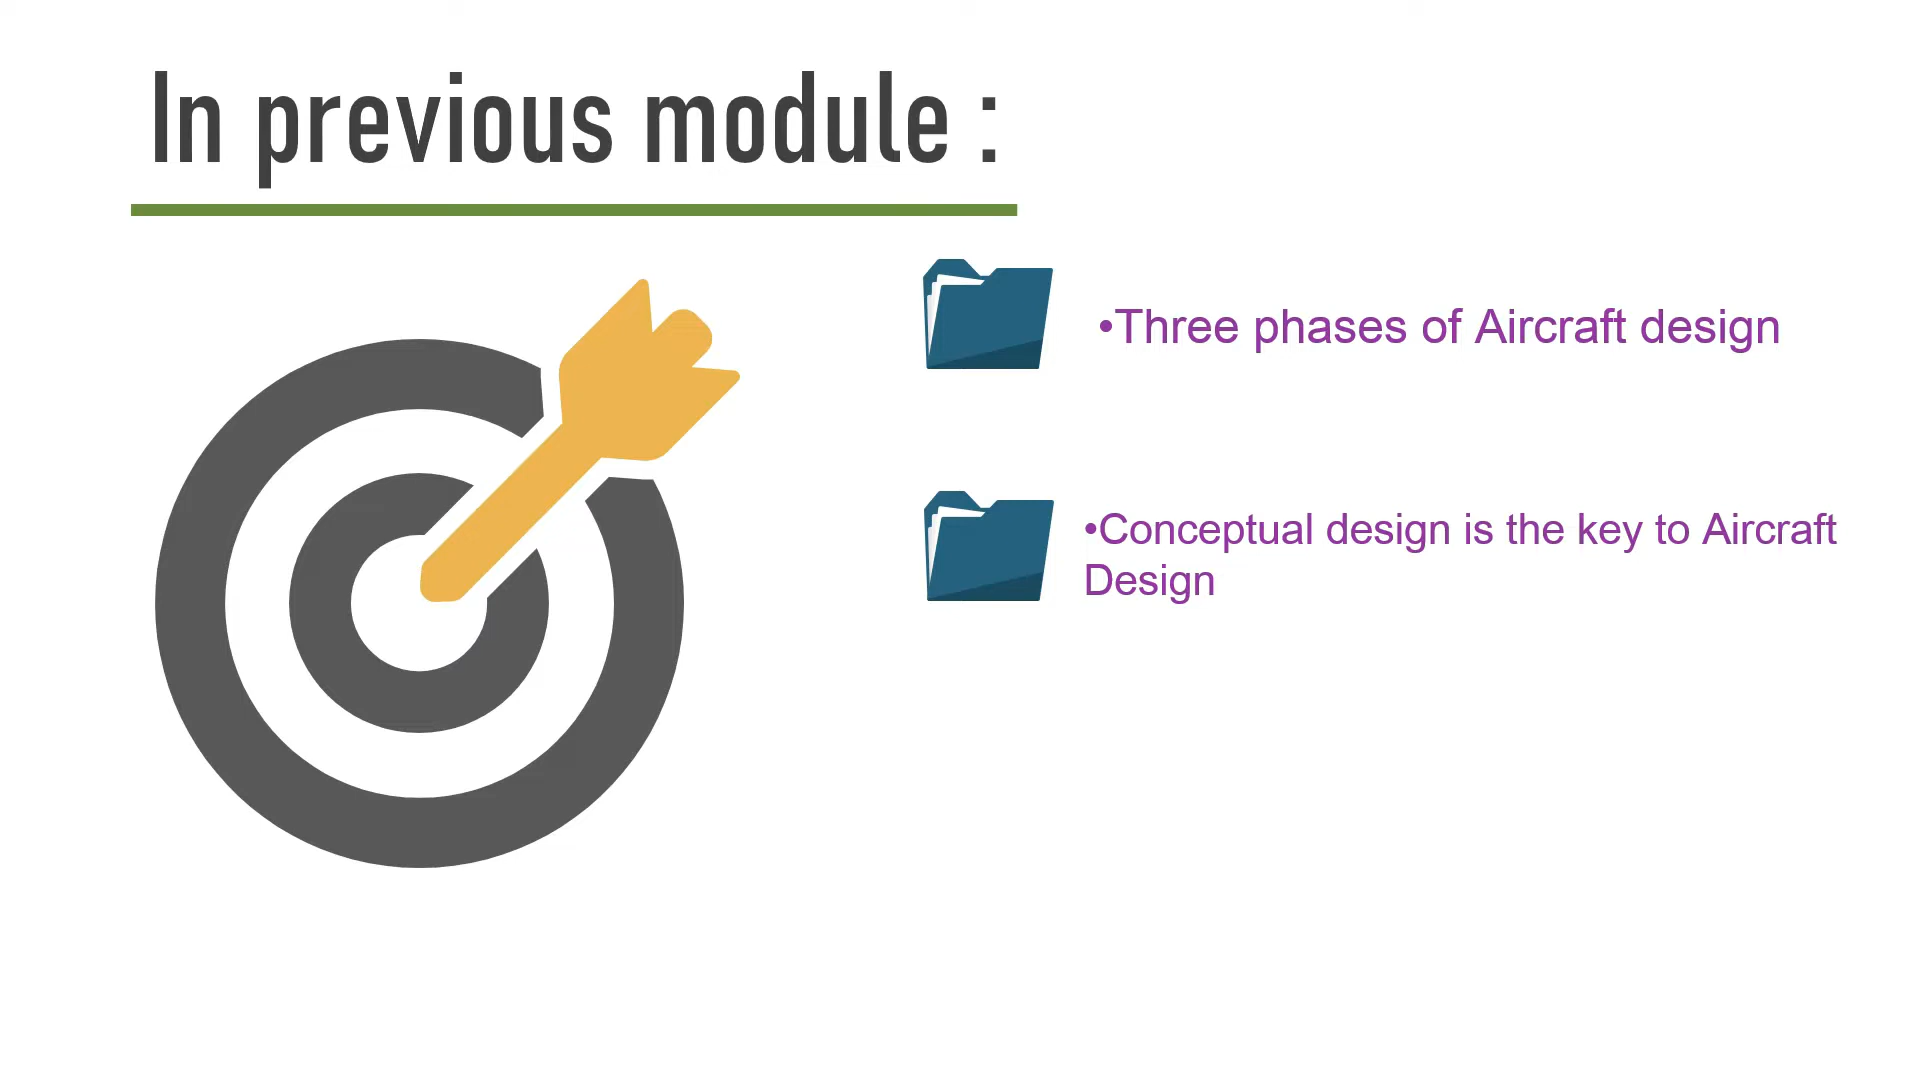 In previous module :
•Three phases of Aircraft design
•Conceptual design is the key to Aircraft
Design